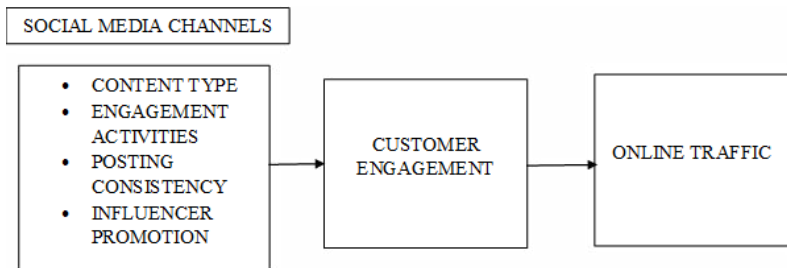 SOCIAL MEDIA CHANNELS
• CONTENT TYPE
• ENGAGEMENT
ACTIVITIES
• POSTING
CONSISTENCY
• INFLUENCER
PROMOTION
CUSTOMER
ENGAGEMENT
ONLINE TRAFFIC